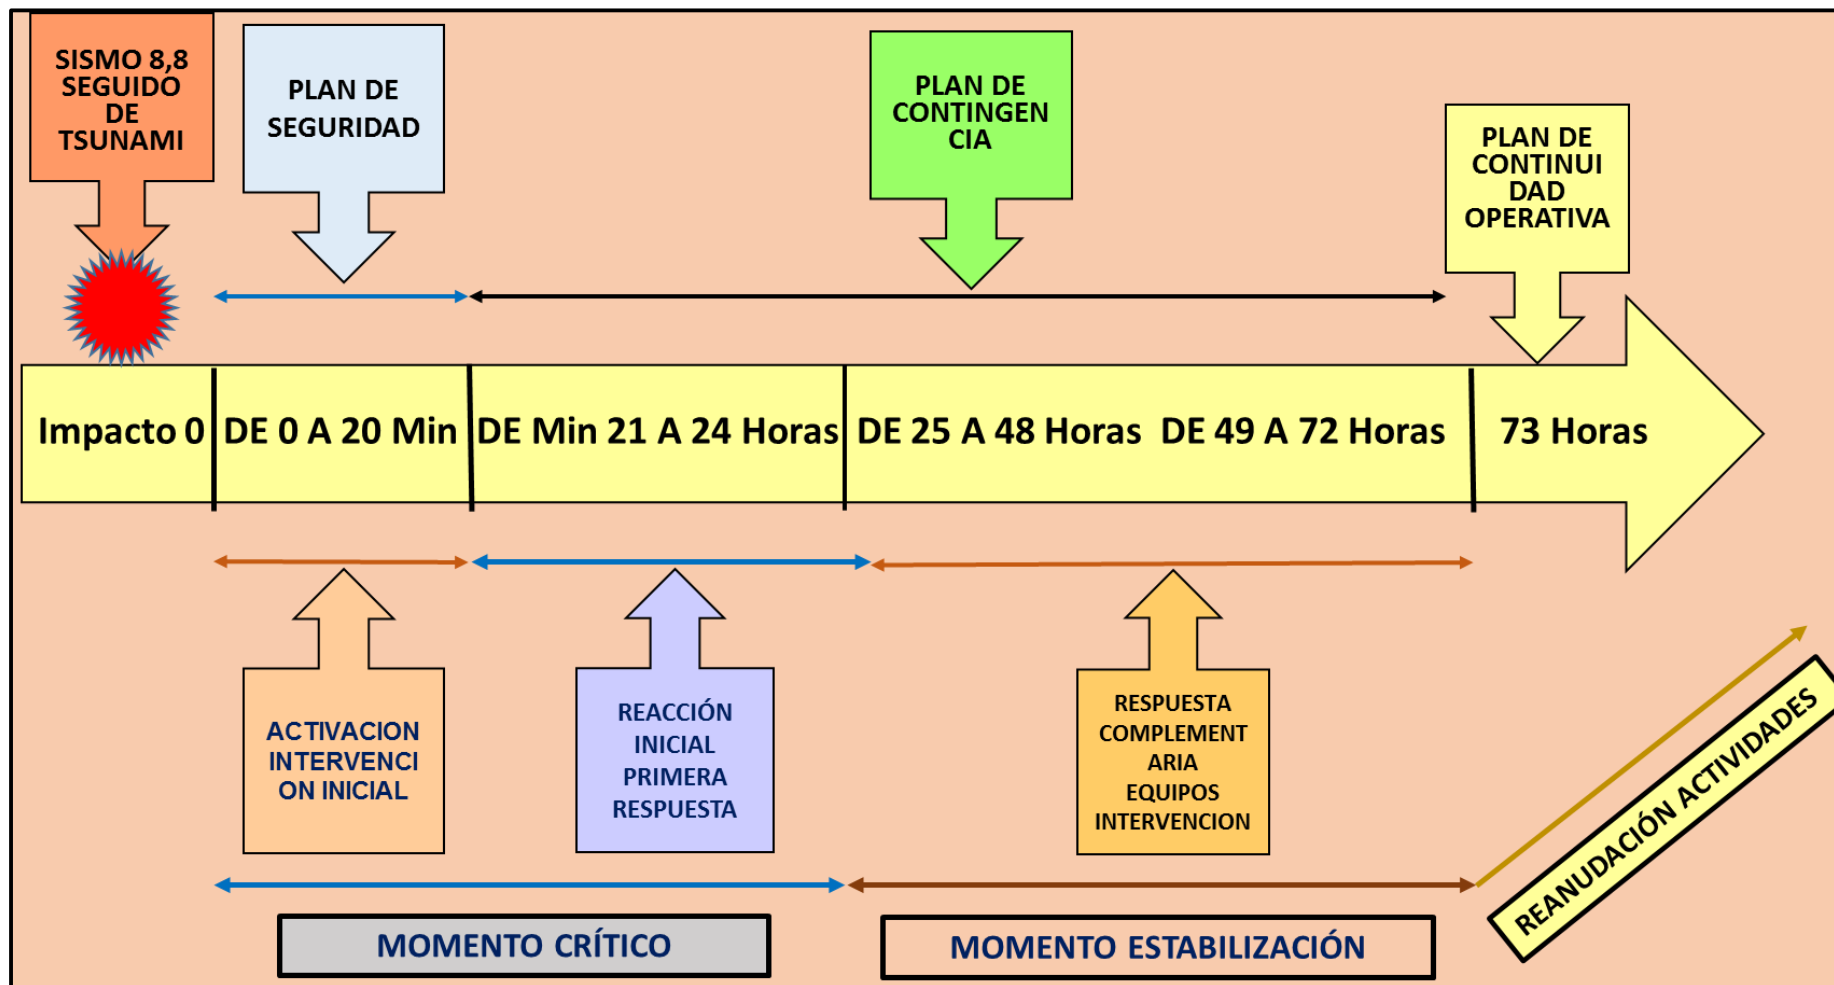 SISMO 8,8
SEGUIDO
DE
TSUNAMI
PLAN DE
SEGURIDAD
PLAN DE
CONTINGEN
CIA
PLAN DE
CONTINUI
DAD
OPERATIVA
Impacto 0
DE 0 A 20 Min
DE Min 21 A 24 Horas
DE 25 A 48 Horas
DE 49 A 72 Horas
73 Horas
ACTIVACION
INTERVENCI
ON INICIAL
REACCIÓN
INICIAL
PRIMERA
RESPUESTA
RESPUESTA
COMPLEMENT
ARIA
EQUIPOS
INTERVENCION
REANUDACIÓN ACTIVIDADES
MOMENTO CRÍTICO
MOMENTO ESTABILIZACIÓN